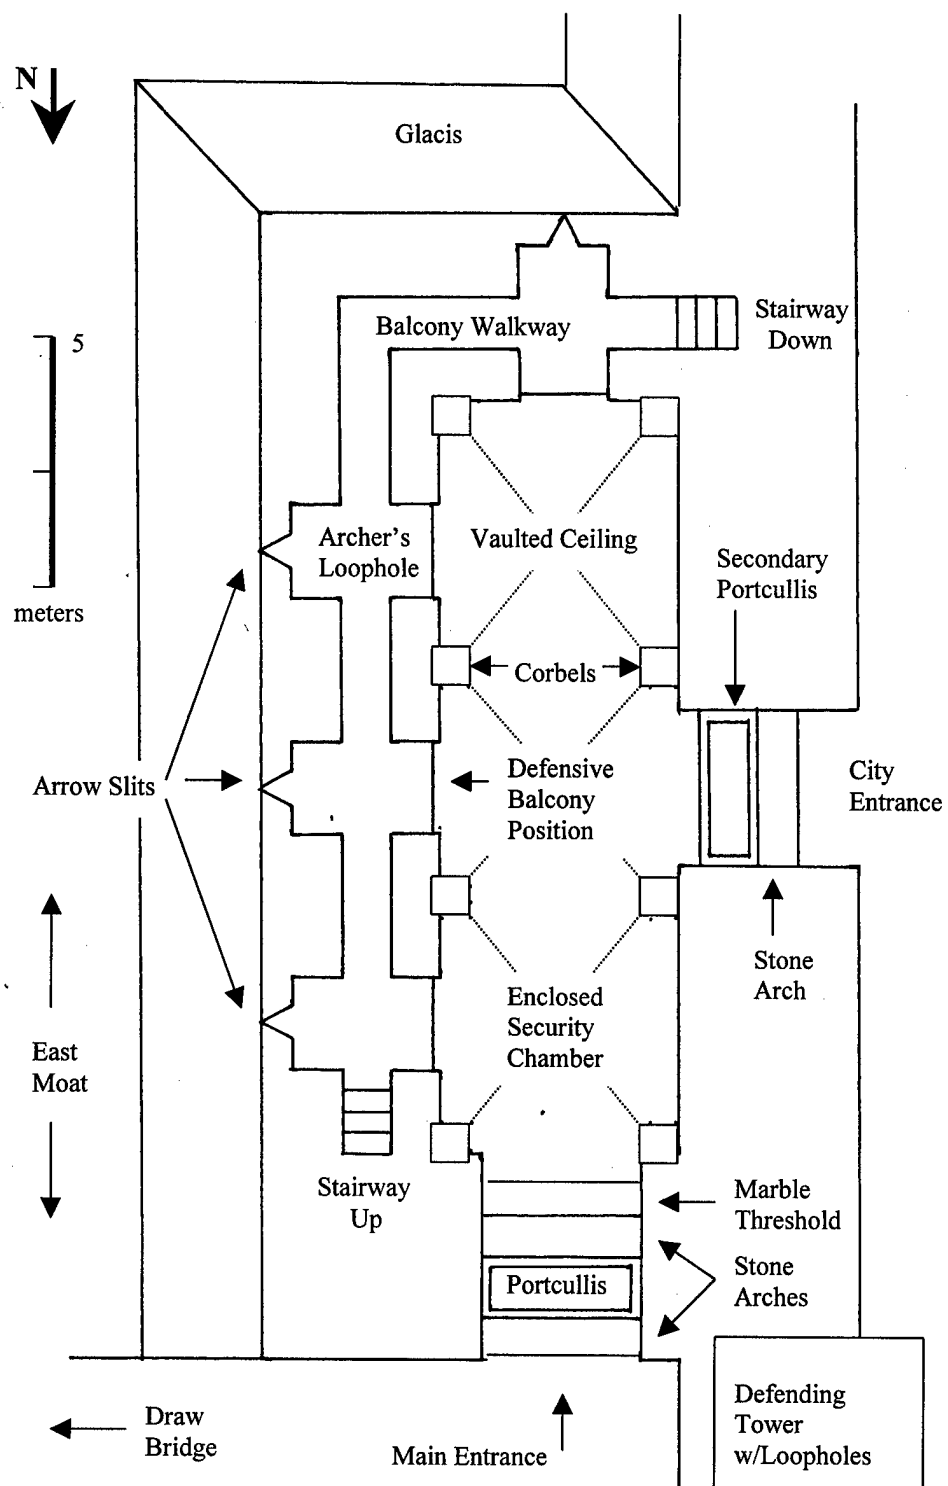 N
Glacis
Balcony Walkway
Stairway
Down
5
Archer's
Loophole
Vaulted Ceiling
Secondary
Portcullis
meters
Corbels
Arrow Slits
Defensive
Balcony
Position
City
Entrance
Stone
Arch
Enclosed
Security
Chamber
East
Moat
Stairway
Up
Marble
Threshold
Portcullis
Stone
Arches
Draw
Bridge
Main Entrance
Defending
Tower
w/Loopholes